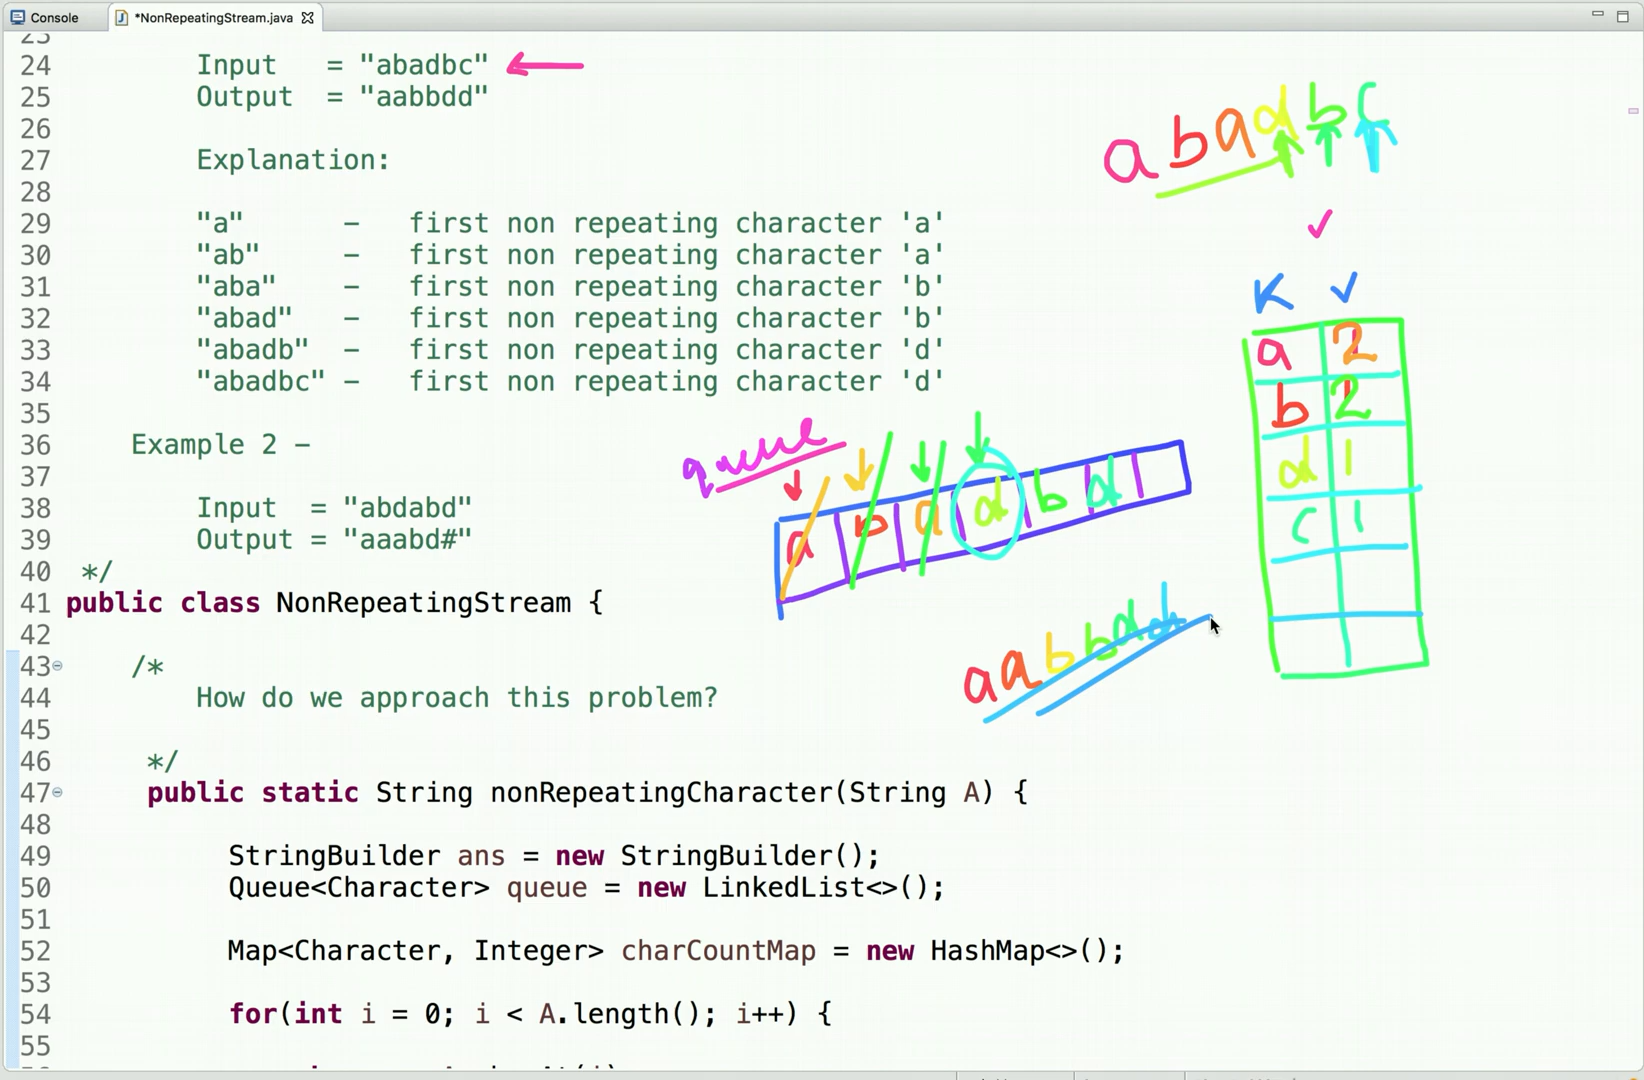 Console
*NonRepeatingStream.java
23
24 Input = "abadbc"
25 Output = "aabbdd"
26
27 Explanation:
28
29 "a" - first non repeating character 'a'
30 "ab" - first non repeating character 'a'
31 "aba" - first non repeating character 'b'
32 "abad" - first non repeating character 'b'
33 "abadb" - first non repeating character 'd'
34 "abadbc" - first non repeating character 'd'
35
36 Example 2 -
37
38 Input = "abdabd"
39 Output = "aaabd#"
40 */
41 public class NonRepeatingStream {
42
43 /*
44 How do we approach this problem?
45
46 */
47 public static String nonRepeatingCharacter(String A) {
48
49 StringBuilder ans = new StringBuilder();
50 Queue<Character> queue = new LinkedList<>();
51
52 Map<Character, Integer> charCountMap = new HashMap<>();
53
54 for(int i = 0; i < A.length(); i++) {
55
a b a d b c
K
a 2
b 2
d 1
c 1
queue
a b a d b d
a a b b d d